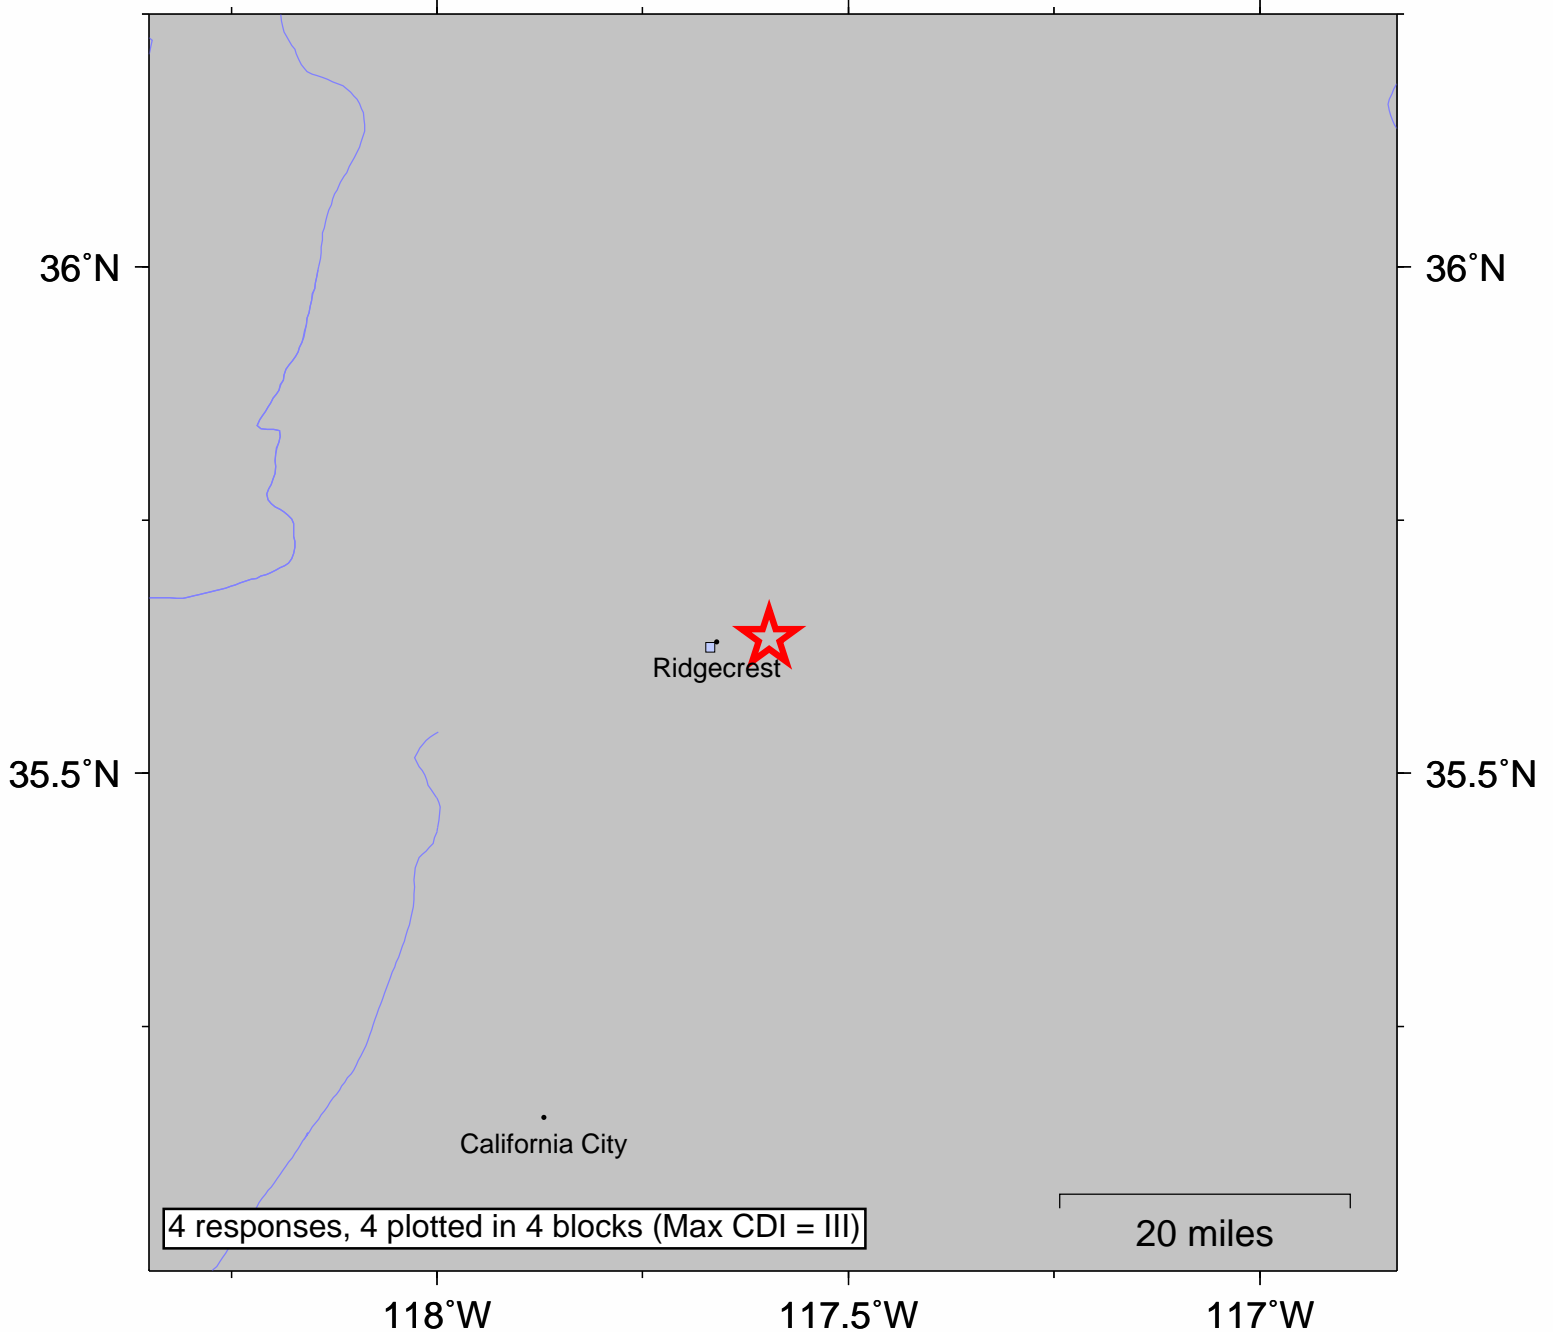 36˚N
36˚N
Ridgecrest
35.5˚N
35.5˚N
California City
4 responses, 4 plotted in 4 blocks (Max CDI = III)
20 miles
118˚W
117.5˚W
117˚W